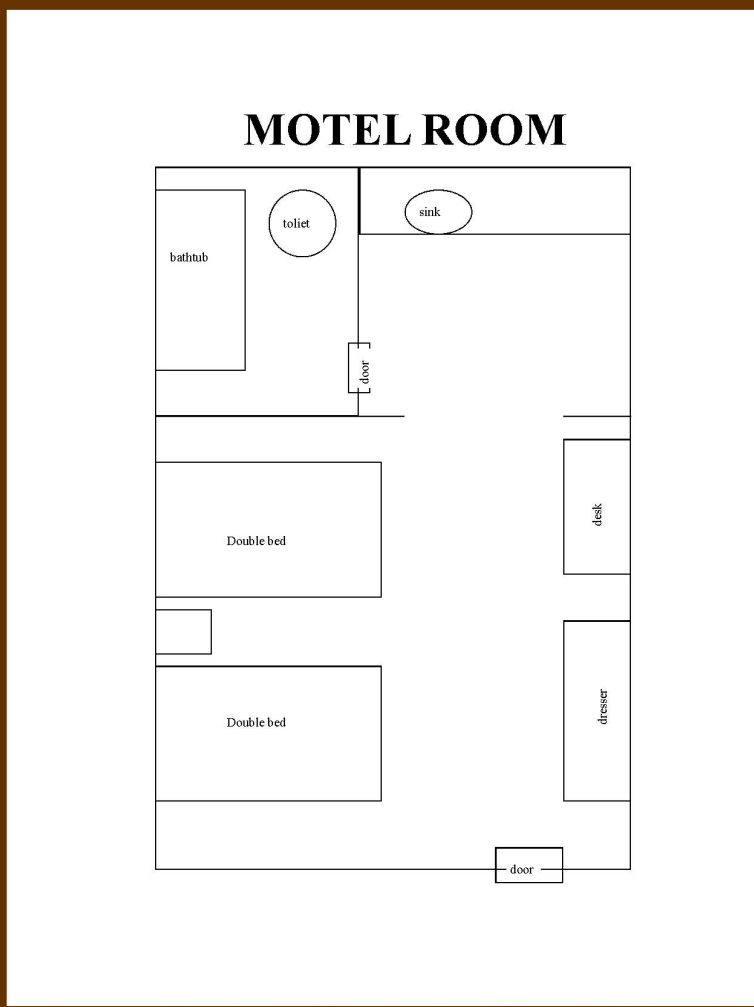 MOTEL ROOM
toliet
sink
bathtub
door
desk
Double bed
dresser
Double bed
door